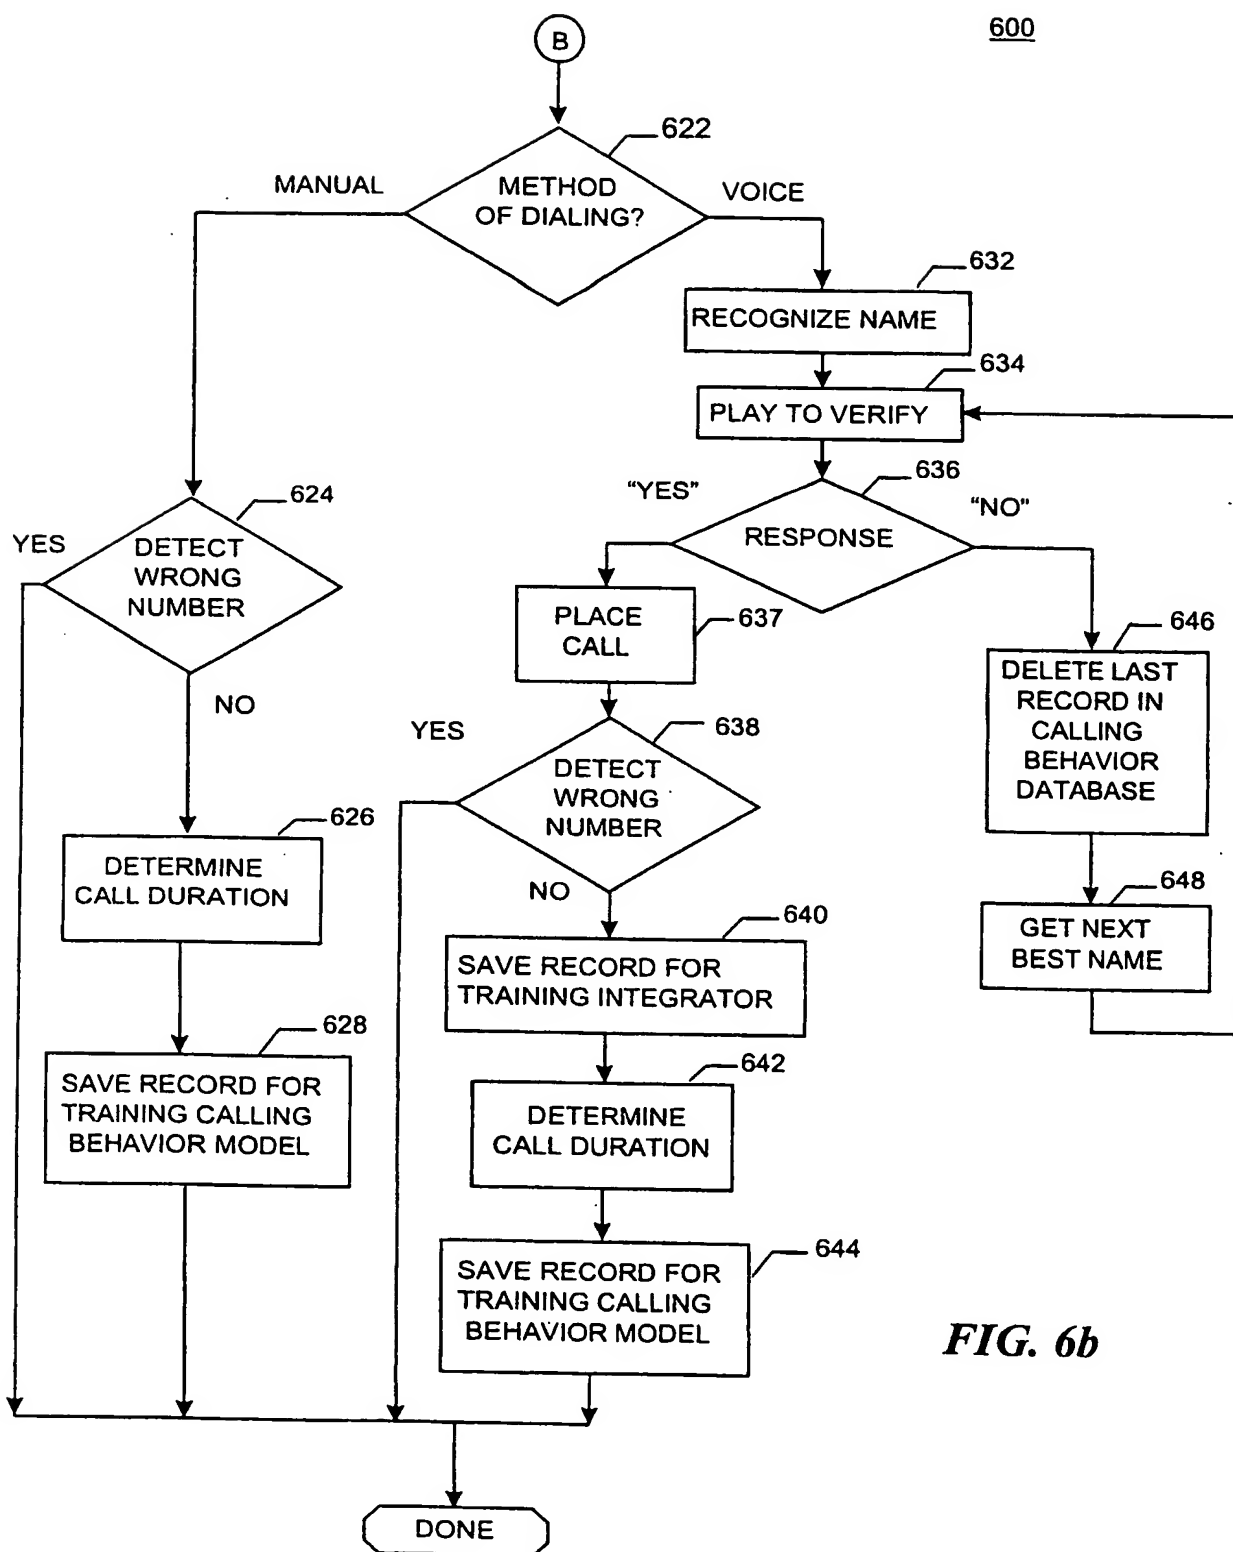 600
B
622
METHOD
OF DIALING?
MANUAL
VOICE
632
RECOGNIZE NAME
634
PLAY TO VERIFY
636
"YES"
"NO"
RESPONSE
624
YES
DETECT
WRONG
NUMBER
NO
PLACE
CALL
637
646
DELETE LAST
RECORD IN
CALLING
BEHAVIOR
DATABASE
YES
638
DETECT
WRONG
NUMBER
NO
626
DETERMINE
CALL DURATION
648
GET NEXT
BEST NAME
640
SAVE RECORD FOR
TRAINING INTEGRATOR
628
SAVE RECORD FOR
TRAINING CALLING
BEHAVIOR MODEL
642
DETERMINE
CALL DURATION
644
SAVE RECORD FOR
TRAINING CALLING
BEHAVIOR MODEL
FIG. 6b
DONE